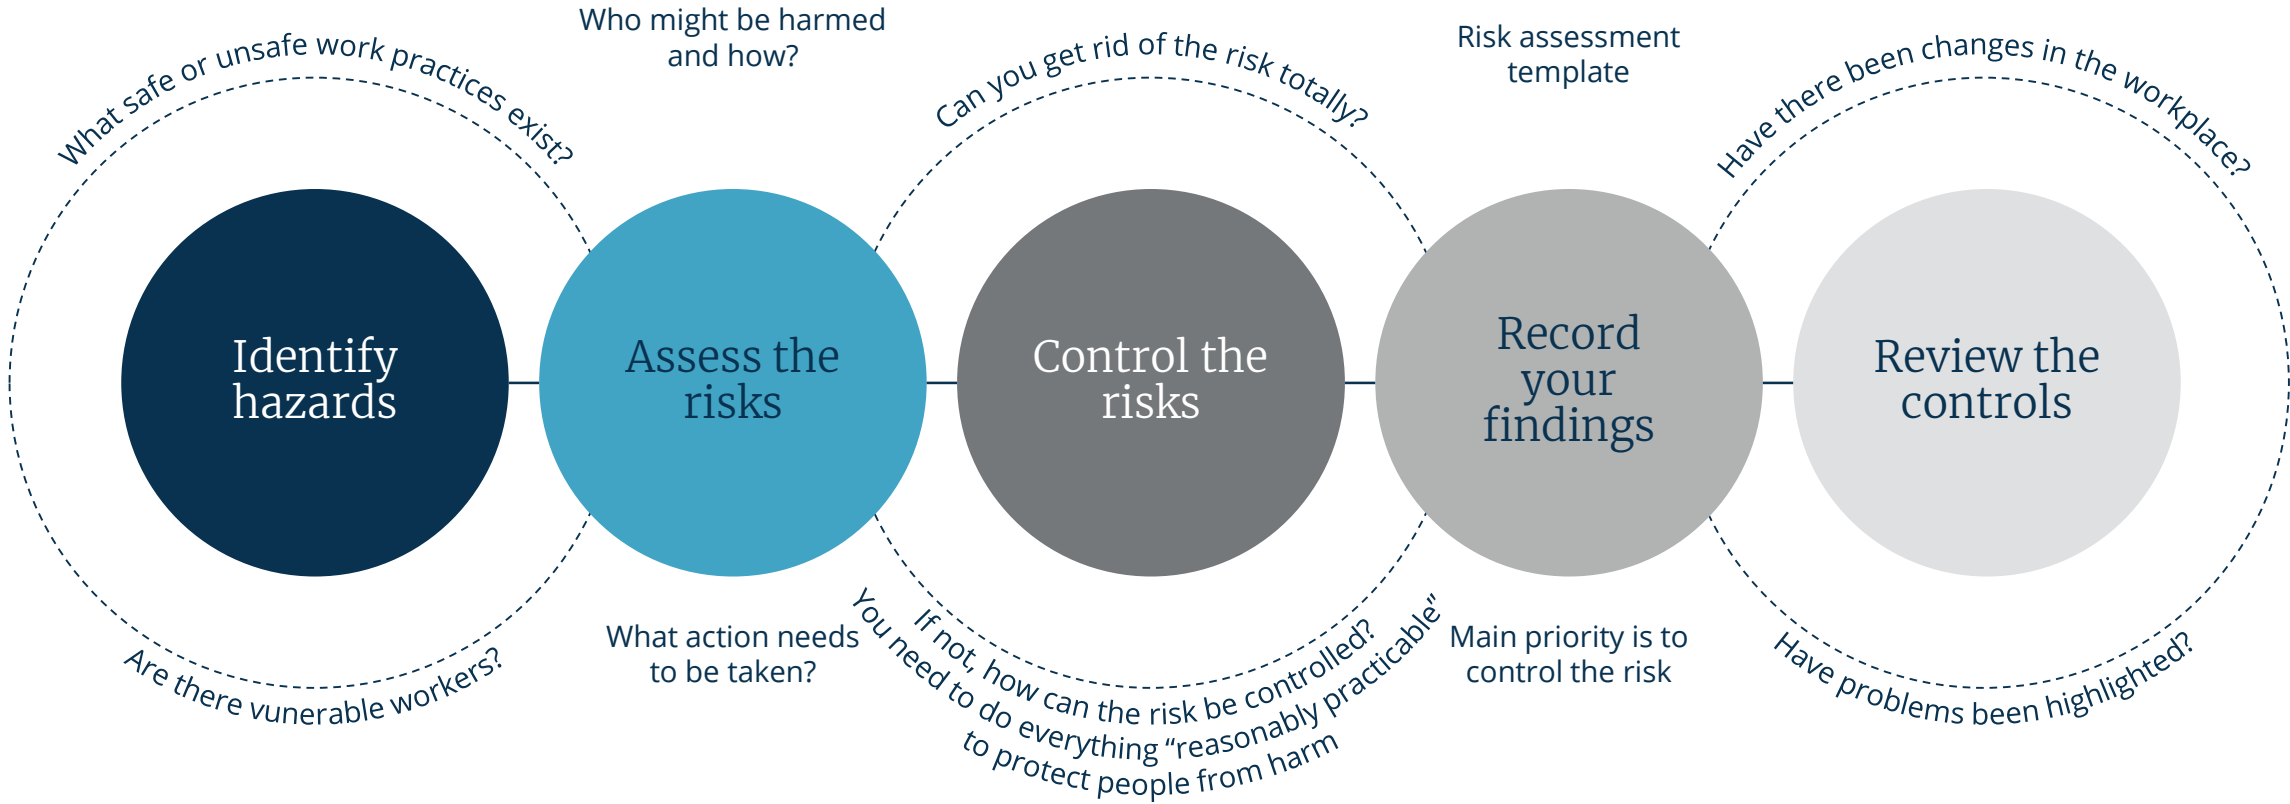 What safe or unsafe work practices exist?
Identify
hazards
Are there vunerable workers?
Who might be harmed
and how?
Assess the
risks
What action needs
to be taken?
Can you get rid of the risk totally?
Control the
risks
If not, how can the risk be controlled?
You need to do everything “reasonably practicable”
to protect people from harm
Risk assessment
template
Record
your
findings
Main priority is to
control the risk
Have there been changes in the workplace?
Review the
controls
Have problems been highlighted?